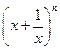 (x + 1/x)^x